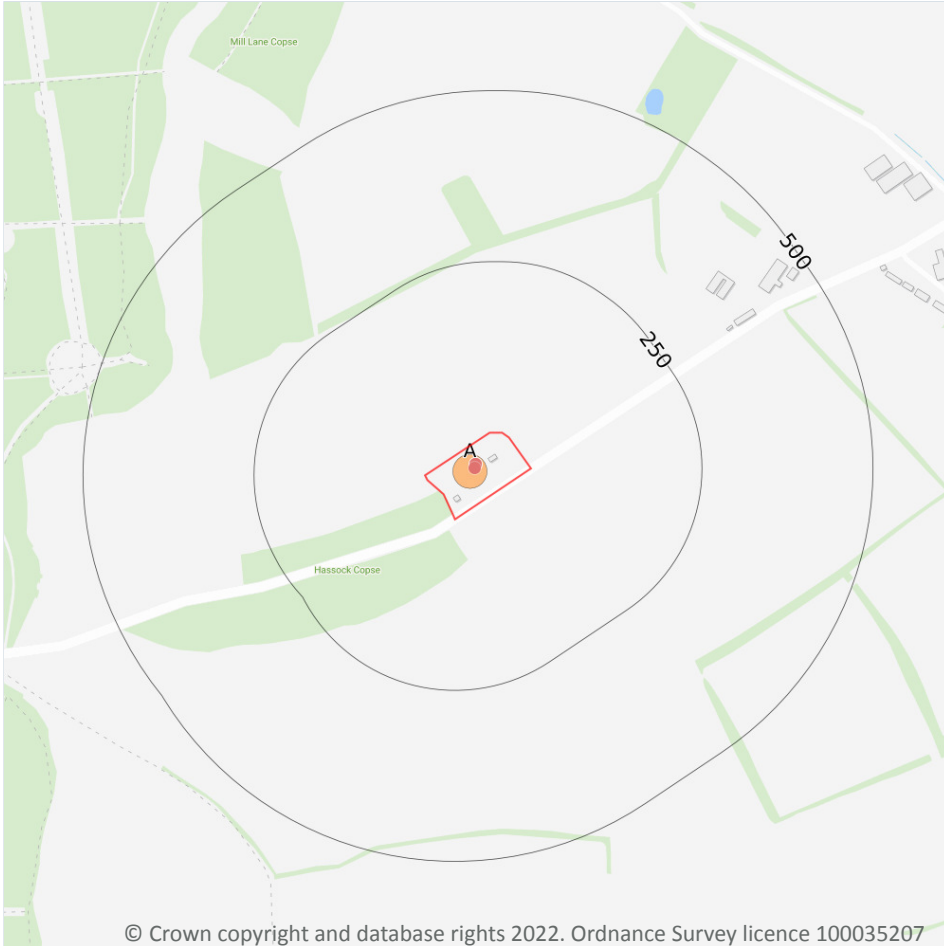 Mill Lane Copse
500
250
A
Hassock Copse
© Crown copyright and database rights 2022. Ordnance Survey licence 100035207